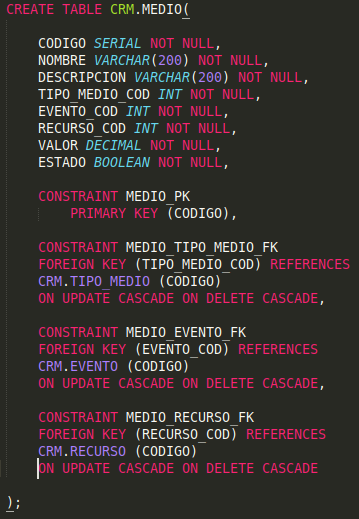 CREATE TABLE CRM.MEDIO(
CODIGO SERIAL NOT NULL,
NOMBRE VARCHAR(200) NOT NULL,
DESCRIPCION VARCHAR(200) NOT NULL,
TIPO_MEDIO_COD INT NOT NULL,
EVENTO_COD INT NOT NULL,
RECURSO_COD INT NOT NULL,
VALOR DECIMAL NOT NULL,
ESTADO BOOLEAN NOT NULL,
CONSTRAINT MEDIO_PK
PRIMARY KEY (CODIGO),
CONSTRAINT MEDIO_TIPO_MEDIO_FK
FOREIGN KEY (TIPO_MEDIO_COD) REFERENCES
CRM.TIPO_MEDIO (CODIGO)
ON UPDATE CASCADE ON DELETE CASCADE,
CONSTRAINT MEDIO_EVENTO_FK
FOREIGN KEY (EVENTO_COD) REFERENCES
CRM.EVENTO (CODIGO)
ON UPDATE CASCADE ON DELETE CASCADE,
CONSTRAINT MEDIO_RECURSO_FK
FOREIGN KEY (RECURSO_COD) REFERENCES
CRM.RECURSO (CODIGO)
ON UPDATE CASCADE ON DELETE CASCADE
);